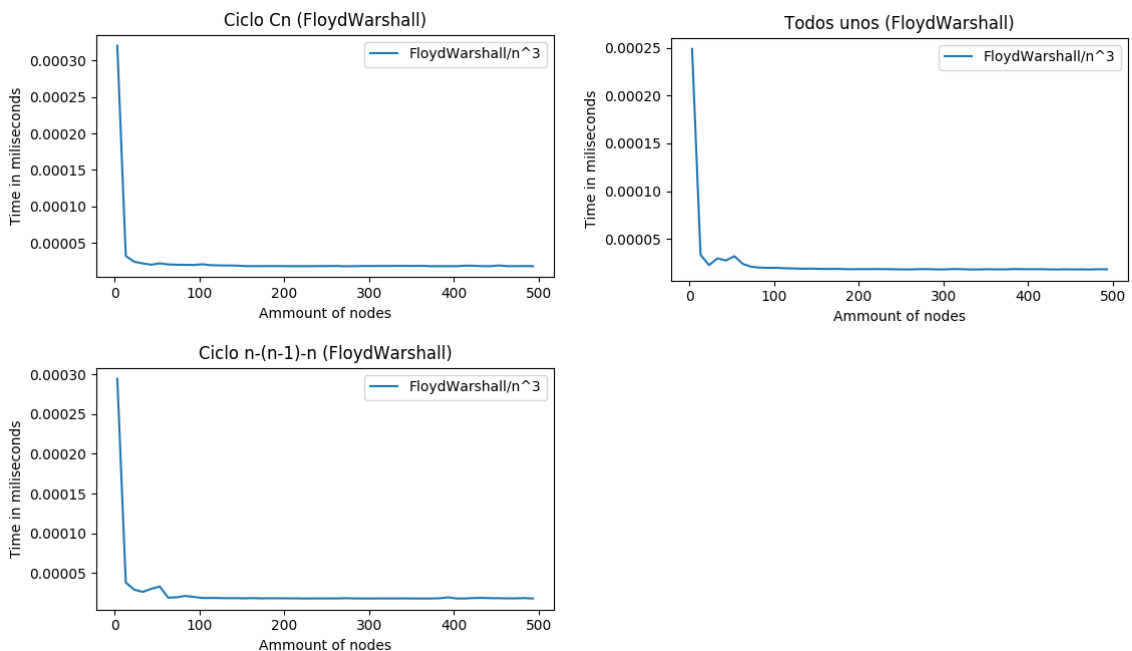 Ciclo Cn (FloydWarshall)
FloydWarshall/n^3
Time in miliseconds
0.00030
0.00025
0.00020
0.00015
0.00010
0.00005
0 100 200 300 400 500
Ammount of nodes
Todos unos (FloydWarshall)
FloydWarshall/n^3
Time in miliseconds
0.00025
0.00020
0.00015
0.00010
0.00005
0 100 200 300 400 500
Ammount of nodes
Ciclo n-(n-1)-n (FloydWarshall)
FloydWarshall/n^3
Time in miliseconds
0.00030
0.00025
0.00020
0.00015
0.00010
0.00005
0 100 200 300 400 500
Ammount of nodes